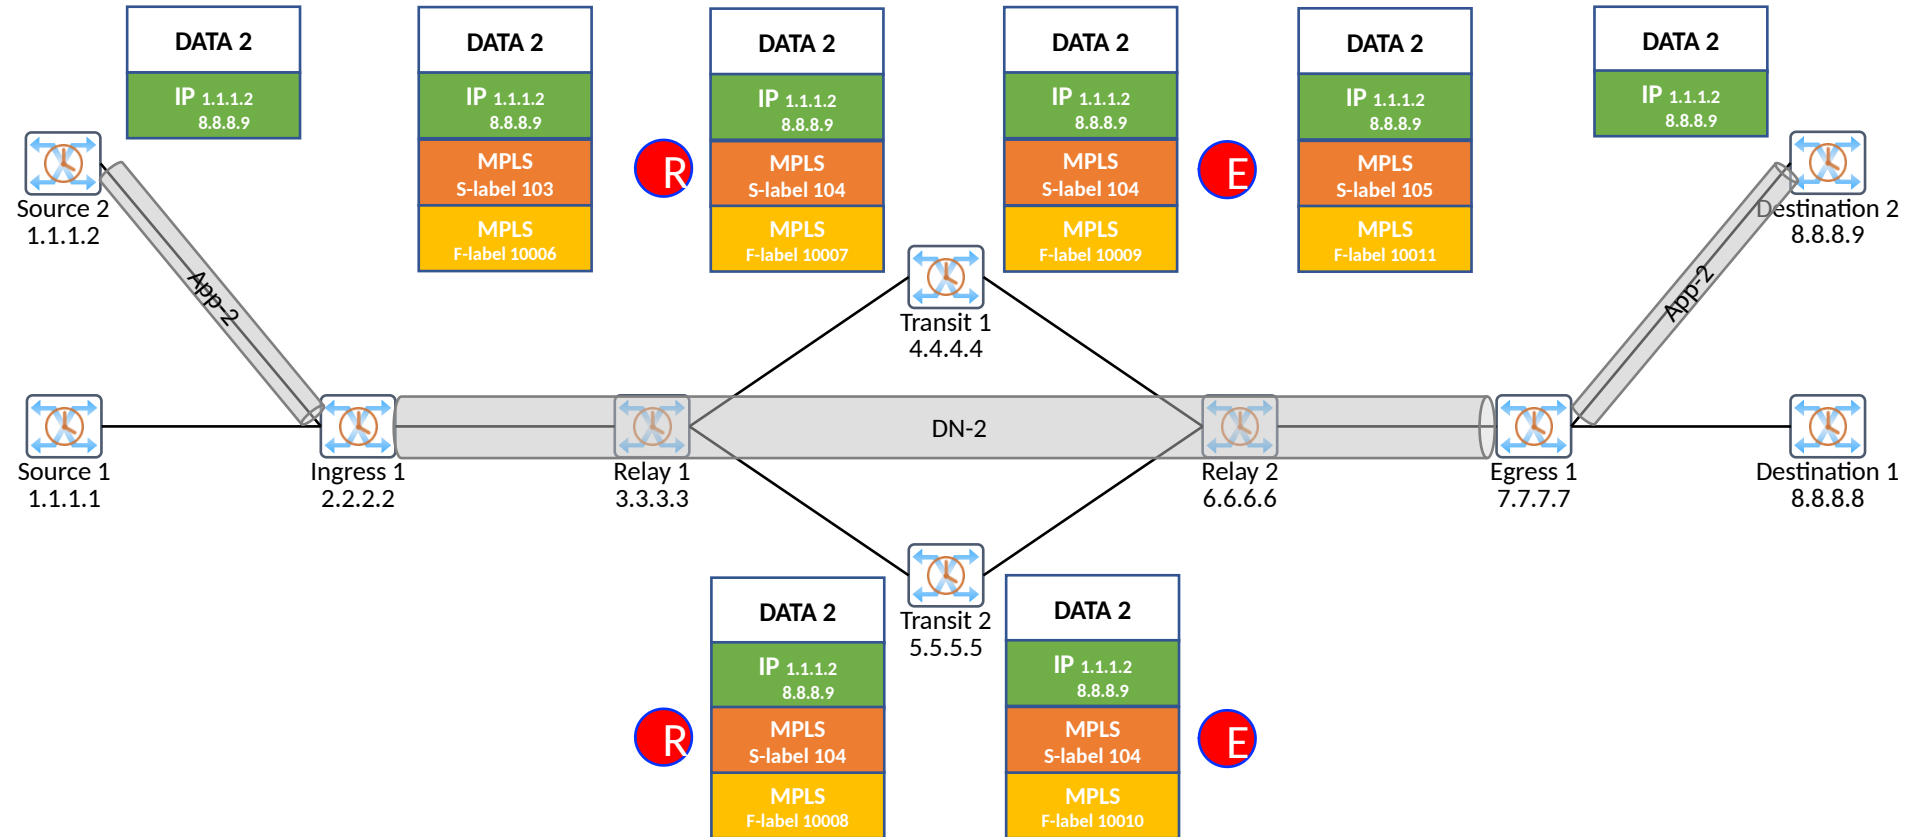 DATA 2
IP 1.1.1.2
8.8.8.9
DATA 2
IP 1.1.1.2
8.8.8.9
MPLS
S-label 103
MPLS
F-label 10006
R
DATA 2
IP 1.1.1.2
8.8.8.9
MPLS
S-label 104
MPLS
F-label 10007
DATA 2
IP 1.1.1.2
8.8.8.9
MPLS
S-label 104
MPLS
F-label 10009
E
DATA 2
IP 1.1.1.2
8.8.8.9
MPLS
S-label 105
MPLS
F-label 10011
DATA 2
IP 1.1.1.2
8.8.8.9
Source 2
1.1.1.2
Destination 2
8.8.8.9
App-2
App-2
Transit 1
4.4.4.4
DN-2
Source 1
1.1.1.1
Ingress 1
2.2.2.2
Relay 1
3.3.3.3
Relay 2
6.6.6.6
Egress 1
7.7.7.7
Destination 1
8.8.8.8
Transit 2
5.5.5.5
R
DATA 2
IP 1.1.1.2
8.8.8.9
MPLS
S-label 104
MPLS
F-label 10008
DATA 2
IP 1.1.1.2
8.8.8.9
MPLS
S-label 104
MPLS
F-label 10010
E